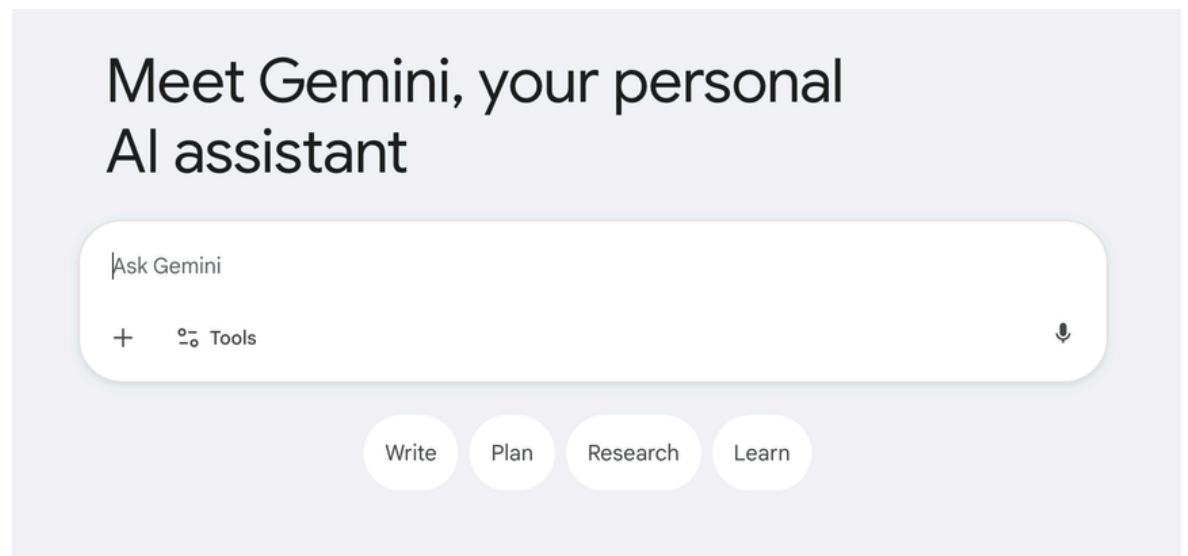 Meet Gemini, your personal
AI assistant
Ask Gemini
Tools
Write
Plan
Research
Learn